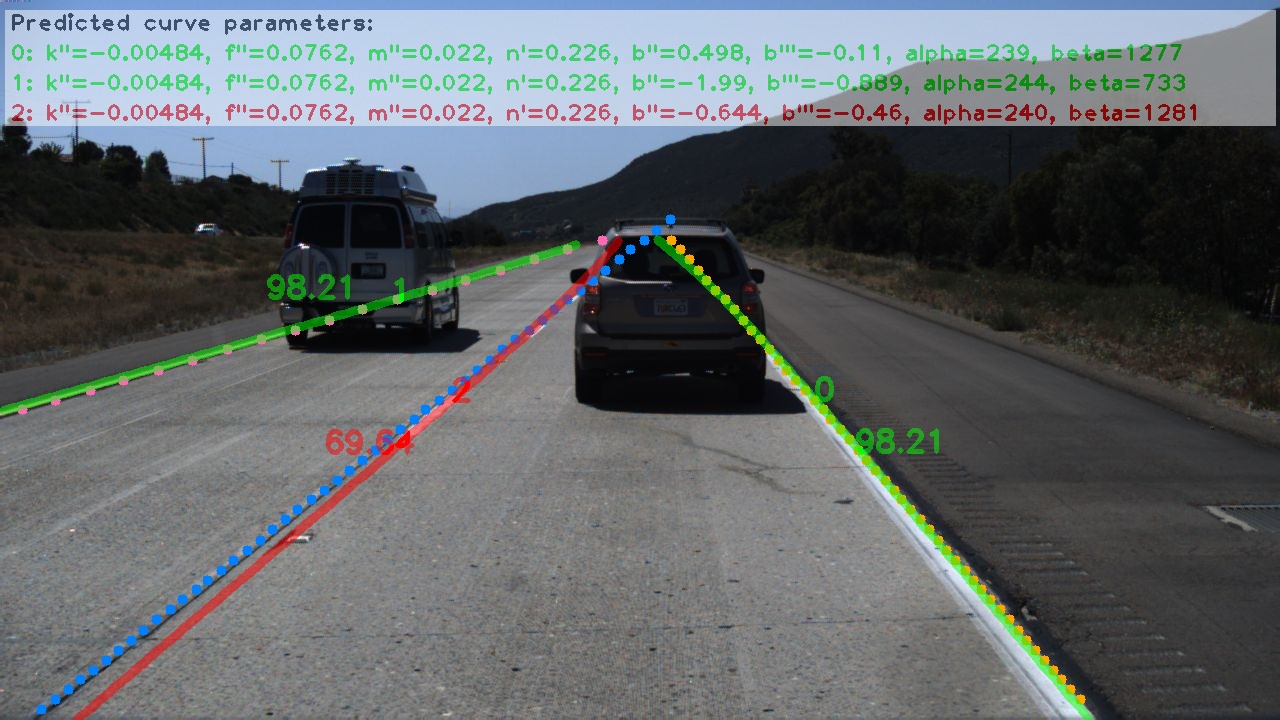 Predicted curve parameters:
0: k''=-0.00484, f''=0.0762, m''=0.022, n'=0.226, b''=0.498, b'''=-0.11, alpha=239, beta=1277
1: k''=-0.00484, f''=0.0762, m''=0.022, n'=0.226, b''=-1.99, b'''=-0.889, alpha=244, beta=733
2: k''=-0.00484, f''=0.0762, m''=0.022, n'=0.226, b''=-0.644, b'''=-0.46, alpha=240, beta=1281
98.21 1
2 0
69.64 98.21